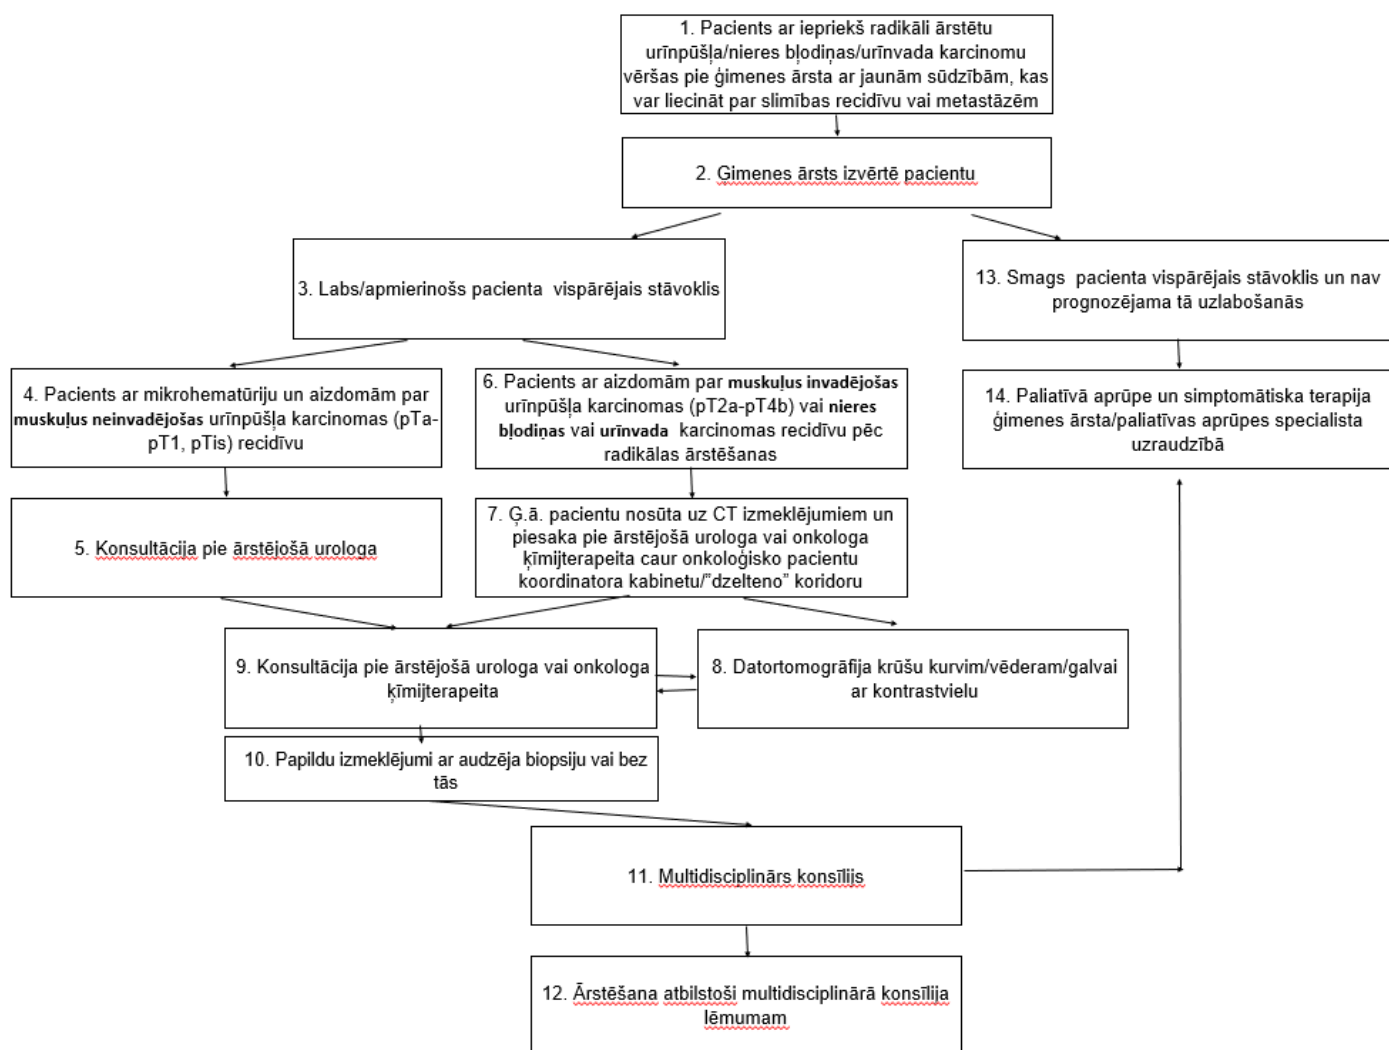 1. Pacients ar iepriekš radikāli ārstētu
urīnpūšļa/nieres bļodiņas/urīnvada karcinomu
vēršas pie ģimenes ārsta ar jaunām sūdzībām, kas
var liecināt par slimības recidīvu vai metastāzēm
2. Ģimenes ārsts izvērtē pacientu
3. Labs/apmierinošs pacienta vispārējais stāvoklis
13. Smags pacienta vispārējais stāvoklis un nav
prognozējama tā uzlabošanās
4. Pacients ar mikrohematūriju un aizdomām par
muskuļus neinvadējošas urīnpūšļa karcinomas (pTa-
pT1, pTis) recidīvu
6. Pacients ar aizdomām par muskuļus invadējošas
urīnpūšļa karcinomas (pT2a-pT4b) vai nieres
bļodiņas vai urīnvada karcinomas recidīvu pēc
radikālas ārstēšanas
14. Paliatīvā aprūpe un simptomātiska terapija
ģimenes ārsta/paliatīvas aprūpes specialista
uzraudzībā
5. Konsultācija pie ārstējošā urologa
7. Ģ.ā. pacientu nosūta uz CT izmeklējumiem un
piesaka pie ārstējošā urologa vai onkologa
ķīmijterapeita caur onkoloģisko pacientu
koordinatora kabinetu/"dzelteno" koridoru
9. Konsultācija pie ārstējošā urologa vai onkologa
ķīmijterapeita
8. Datortomogrāfija krūšu kurvim/vēderam/galvai
ar kontrastvielu
10. Papildu izmeklējumi ar audzēja biopsiju vai bez
tās
11. Multidisciplinārs konsīlijs
12. Ārstēšana atbilstoši multidisciplinārā konsīlija
lēmumam